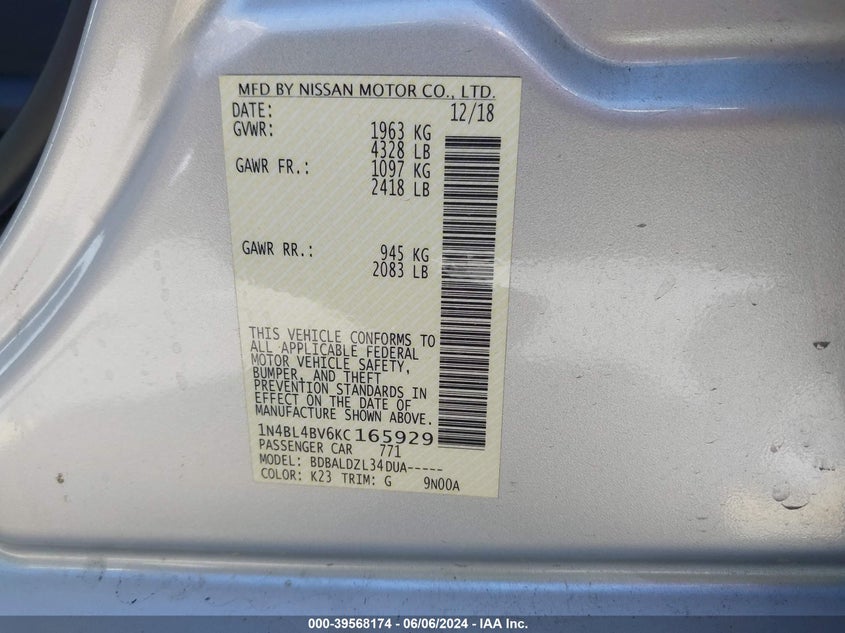 MFD BY NISSAN MOTOR CO., LTD.
DATE: 12/18
GVWR: 1963 KG
4328 LB
GAWR FR.: 1097 KG
2418 LB
GAWR RR.: 945 KG
2083 LB
THIS VEHICLE CONFORMS TO
ALL APPLICABLE FEDERAL
MOTOR VEHICLE SAFETY,
BUMPER, AND THEFT
PREVENTION STANDARDS IN
EFFECT ON THE DATE OF
MANUFACTURE SHOWN ABOVE.
1N4BL4BV6KC165929
PASSENGER CAR 771
MODEL: BDBALDZL34DUA-----
COLOR: K23 TRIM: G 9N00A
000-39568174 - 06/06/2024 - IAA Inc.